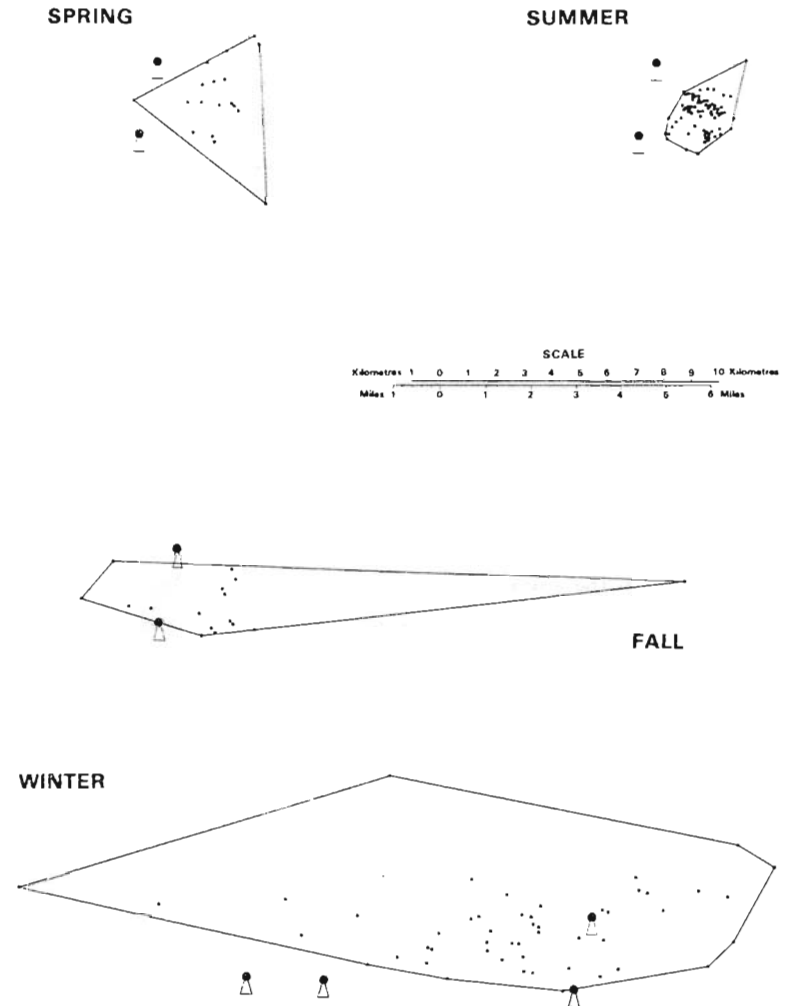 SPRING
SUMMER
SCALE
Kilometres 1 0 1 2 3 4 5 6 7 8 9 10 Kilometres
Miles 1 0 1 2 3 4 5 6 Miles
FALL
WINTER